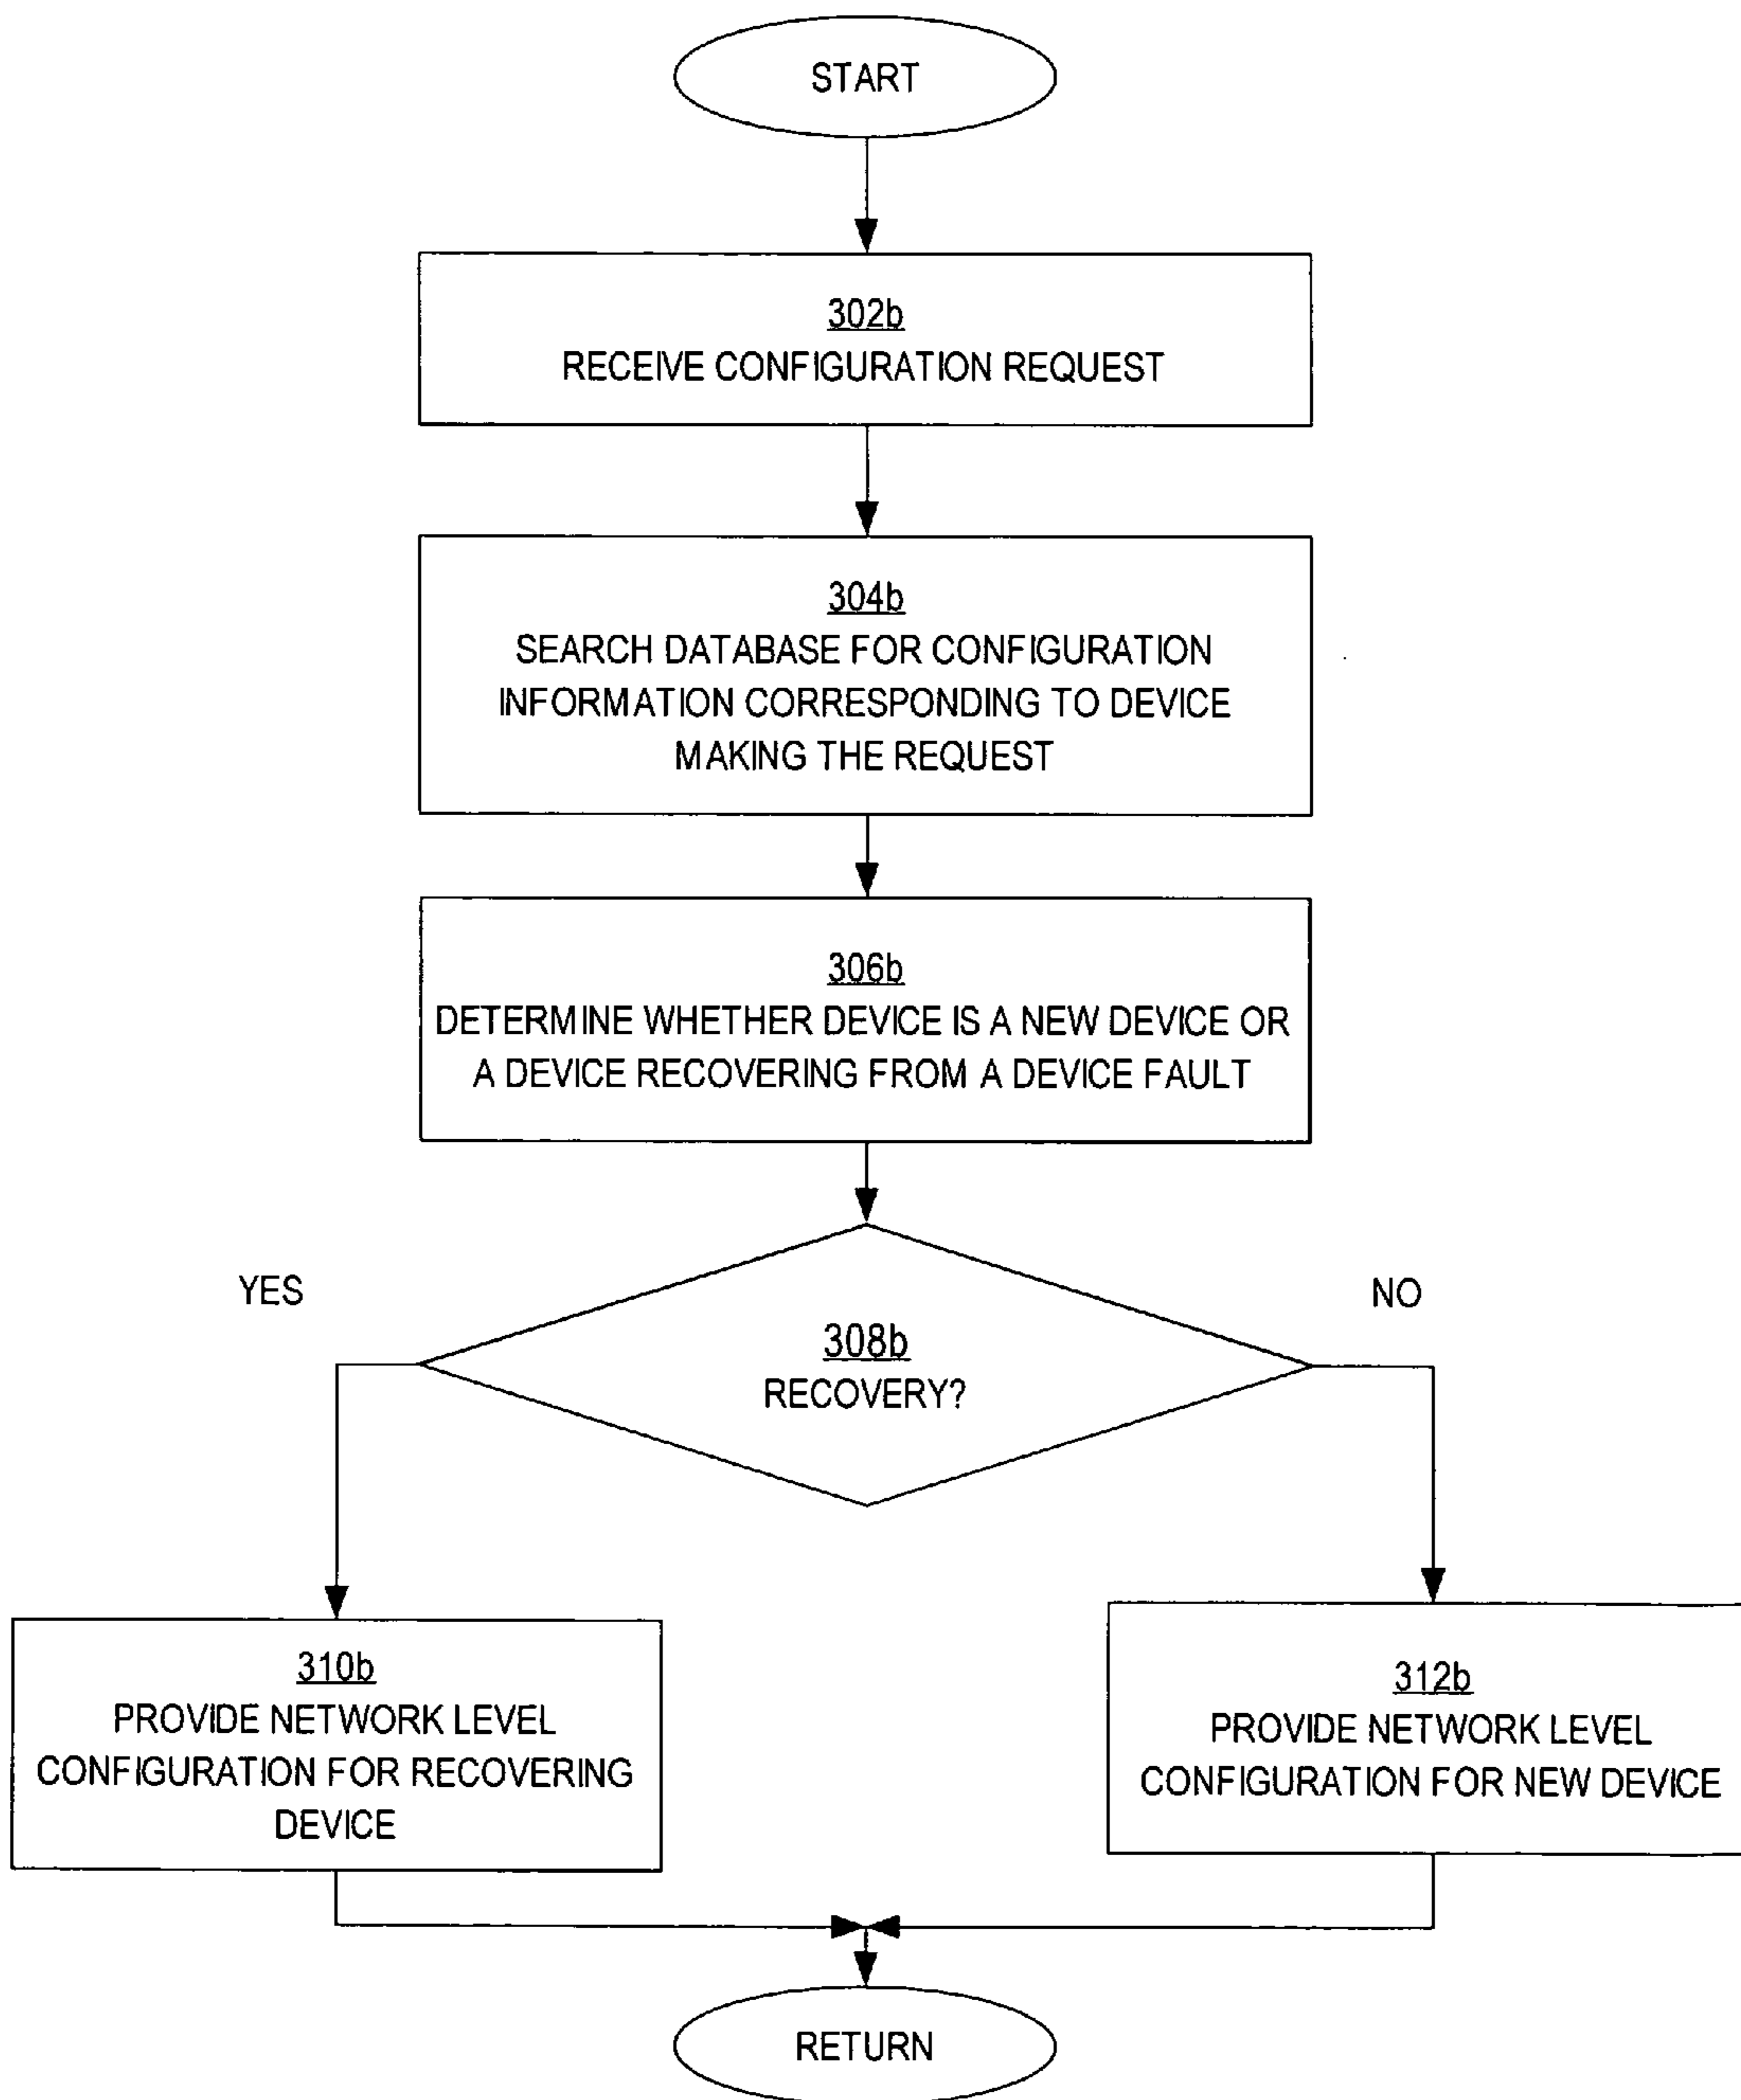 START
302b
RECEIVE CONFIGURATION REQUEST
304b
SEARCH DATABASE FOR CONFIGURATION
INFORMATION CORRESPONDING TO DEVICE
MAKING THE REQUEST
306b
DETERMINE WHETHER DEVICE IS A NEW DEVICE OR
A DEVICE RECOVERING FROM A DEVICE FAULT
YES
NO
308b
RECOVERY?
310b
PROVIDE NETWORK LEVEL
CONFIGURATION FOR RECOVERING
DEVICE
312b
PROVIDE NETWORK LEVEL
CONFIGURATION FOR NEW DEVICE
RETURN